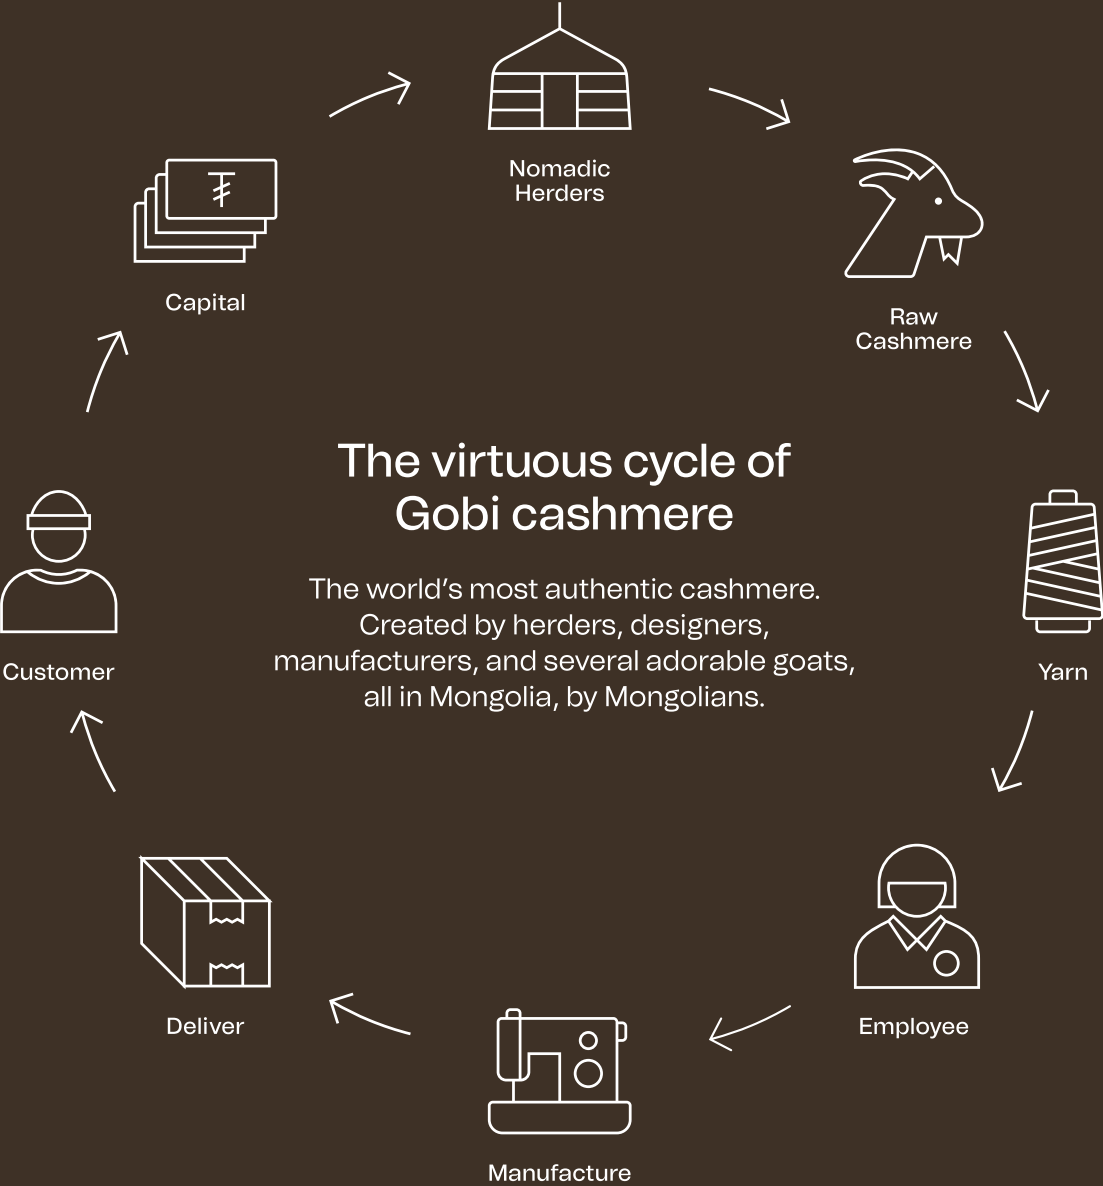 Nomadic
Herders
Capital
₮
Raw
Cashmere
The virtuous cycle of
Gobi cashmere
The world’s most authentic cashmere.
Created by herders, designers,
manufacturers, and several adorable goats,
all in Mongolia, by Mongolians.
Customer
Yarn
Deliver
Employee
Manufacture